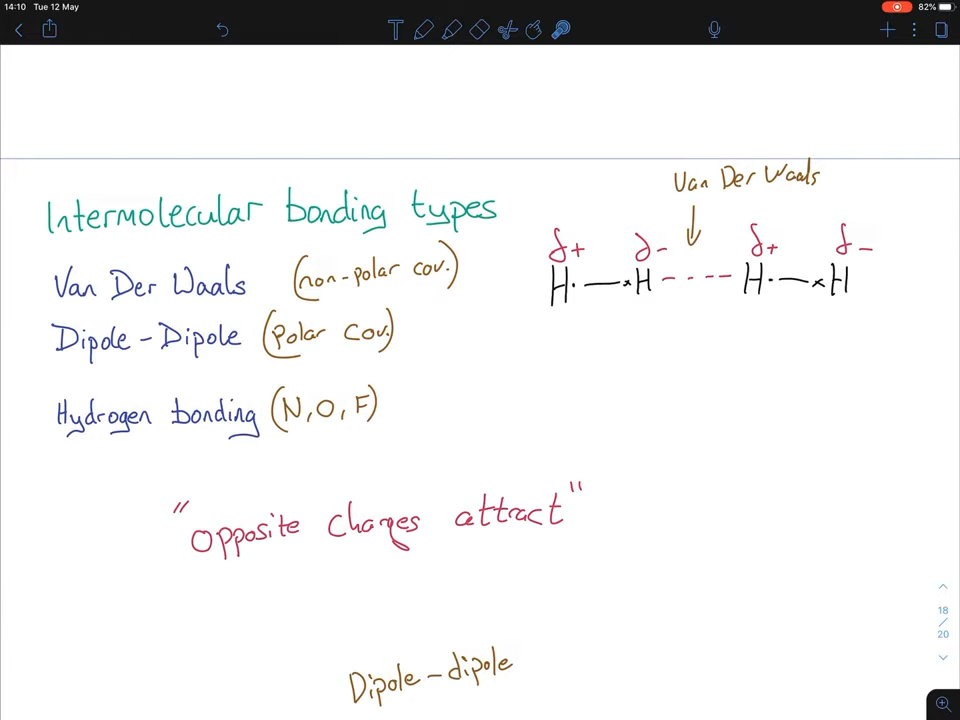 14:10 Tue 12 May
82%
Van Der Waals
Intermolecular bonding types
δ+ δ- δ+ δ-
H· —×H ---- H· —×H
Van Der Waals (non-polar cov.)
Dipole - Dipole (polar cov.)
Hydrogen bonding (N, O, F)
"opposite charges attract"
18
/
20
Dipole - dipole